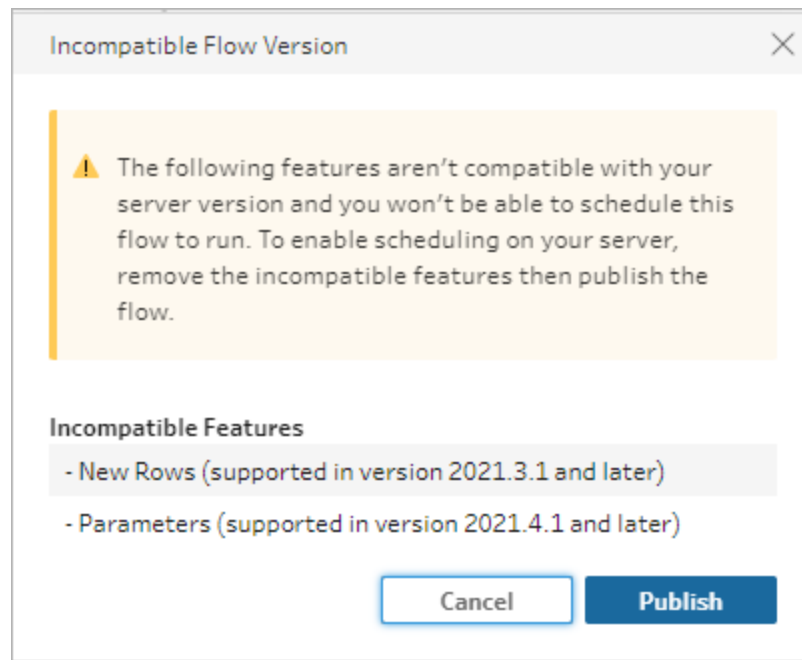 Incompatible Flow Version
The following features aren't compatible with your
server version and you won't be able to schedule this
flow to run. To enable scheduling on your server,
remove the incompatible features then publish the
flow.
Incompatible Features
- New Rows (supported in version 2021.3.1 and later)
- Parameters (supported in version 2021.4.1 and later)
Cancel
Publish